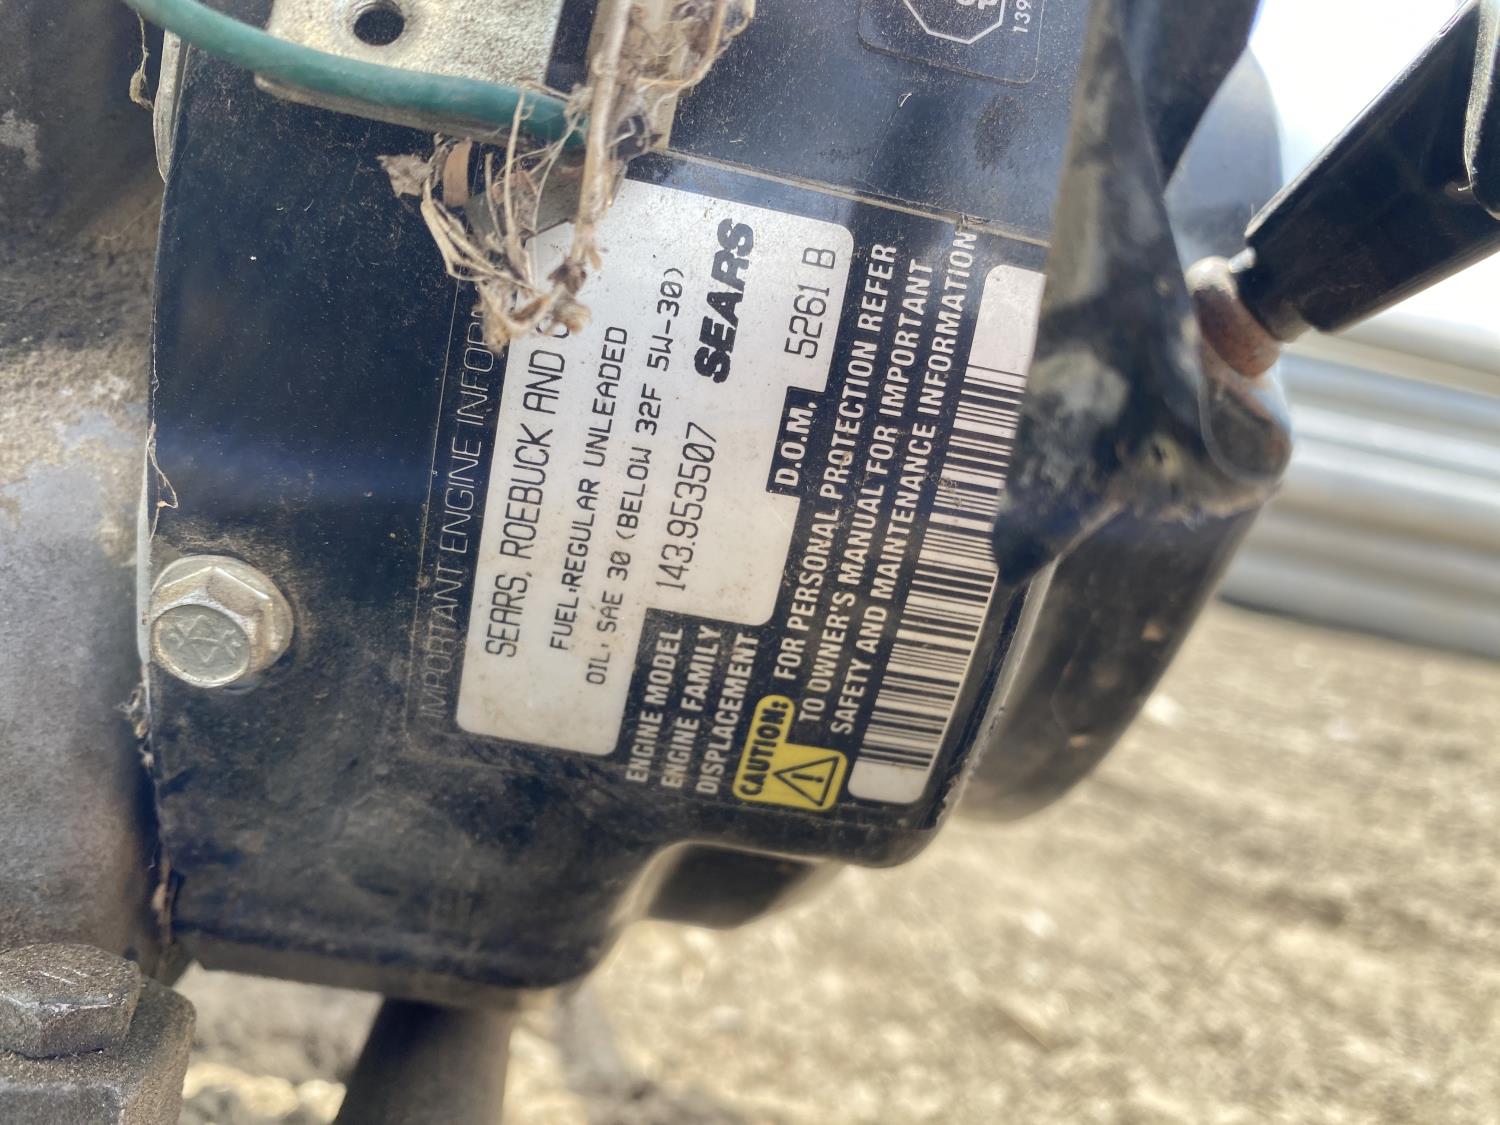 139
IMPORTANT ENGINE INFOR
SEARS, ROEBUCK AND
FUEL: REGULAR UNLEADED
OIL: SAE 30 (BELOW 32F 5W-30)
ENGINE MODEL 143.953507
ENGINE FAMILY
SEARS
DISPLACEMENT
D.O.M. 5261 B
CAUTION: FOR PERSONAL PROTECTION REFER
TO OWNER'S MANUAL FOR IMPORTANT
SAFETY AND MAINTENANCE INFORMATION